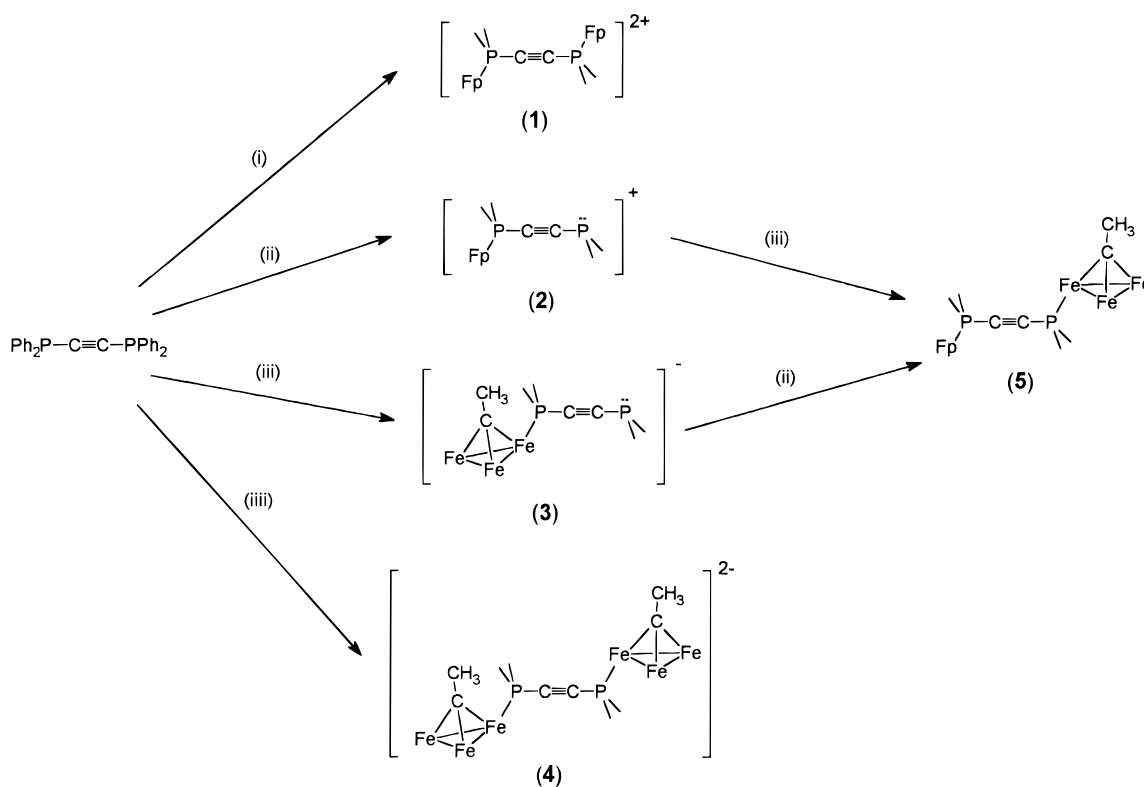 [ P—C≡C—P Fp Fp ]2+
(1)
(i)
[ P—C≡C—P̈ Fp ]+
(2)
(ii)
(iii)
CH3
C
Fe Fe Fe
P—C≡C—P
Fp
(5)
Ph2P—C≡C—PPh2
(iii)
[ CH3
C
P—C≡C—P̈
Fe Fe Fe ]-
(3)
(ii)
(iiii)
[ CH3
C
Fe Fe Fe
P—C≡C—P
CH3
C
Fe Fe Fe ]2-
(4)